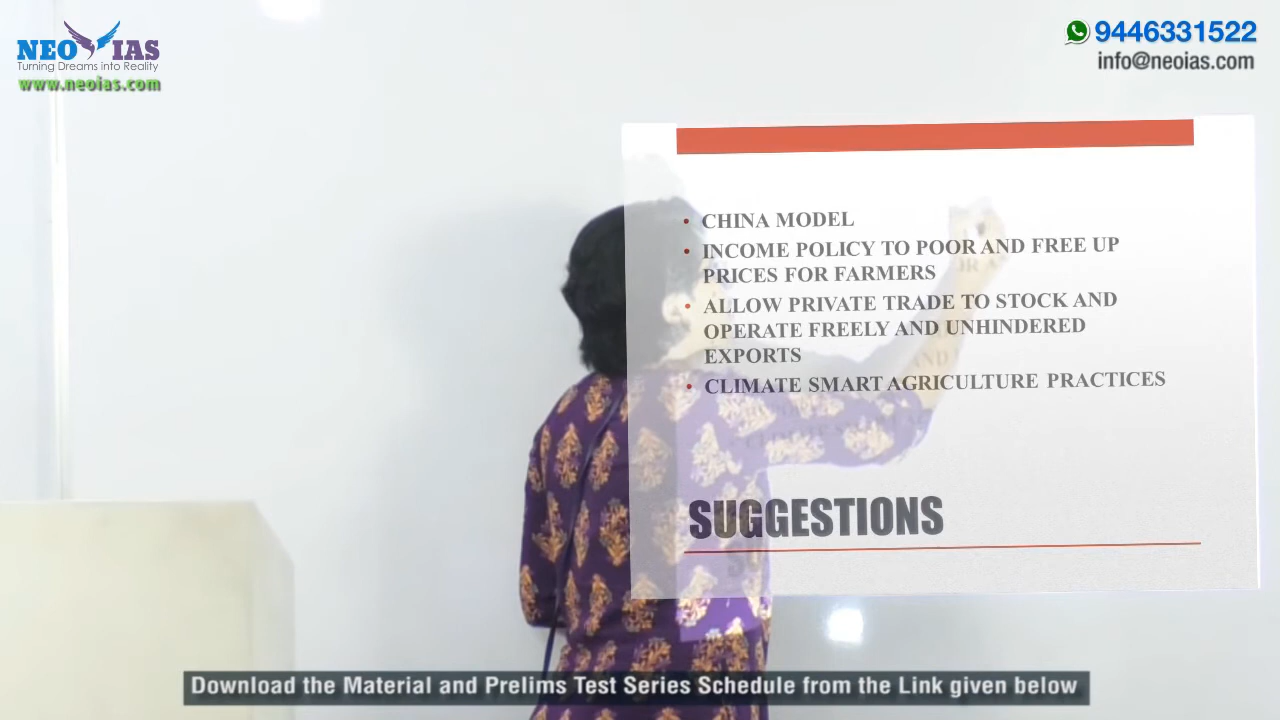 NEO IAS
Turning Dreams into Reality
www.neoias.com
9446331522
info@neoias.com
• CHINA MODEL
• INCOME POLICY TO POOR AND FREE UP
PRICES FOR FARMERS
• ALLOW PRIVATE TRADE TO STOCK AND
OPERATE FREELY AND UNHINDERED
EXPORTS
• CLIMATE SMART AGRICULTURE PRACTICES
SUGGESTIONS
Download the Material and Prelims Test Series Schedule from the Link given below